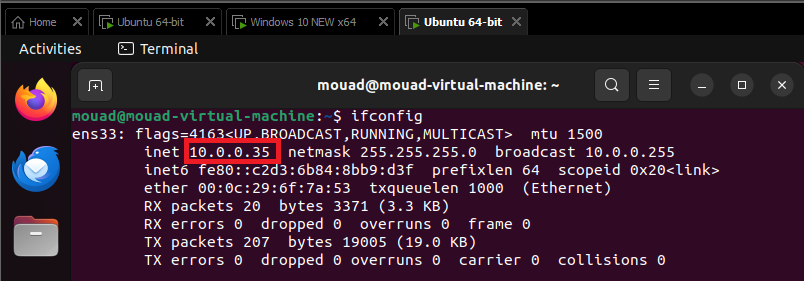 Home Ubuntu 64-bit Windows 10 NEW x64 Ubuntu 64-bit
Activities Terminal
mouad@mouad-virtual-machine: ~
mouad@mouad-virtual-machine:~$ ifconfig
ens33: flags=4163<UP,BROADCAST,RUNNING,MULTICAST>  mtu 1500
inet 10.0.0.35  netmask 255.255.255.0  broadcast 10.0.0.255
inet6 fe80::c2d3:6b84:8bb9:d3f  prefixlen 64  scopeid 0x20<link>
ether 00:0c:29:6f:7a:53  txqueuelen 1000  (Ethernet)
RX packets 20  bytes 3371 (3.3 KB)
RX errors 0  dropped 0  overruns 0  frame 0
TX packets 207  bytes 19005 (19.0 KB)
TX errors 0  dropped 0 overruns 0  carrier 0  collisions 0